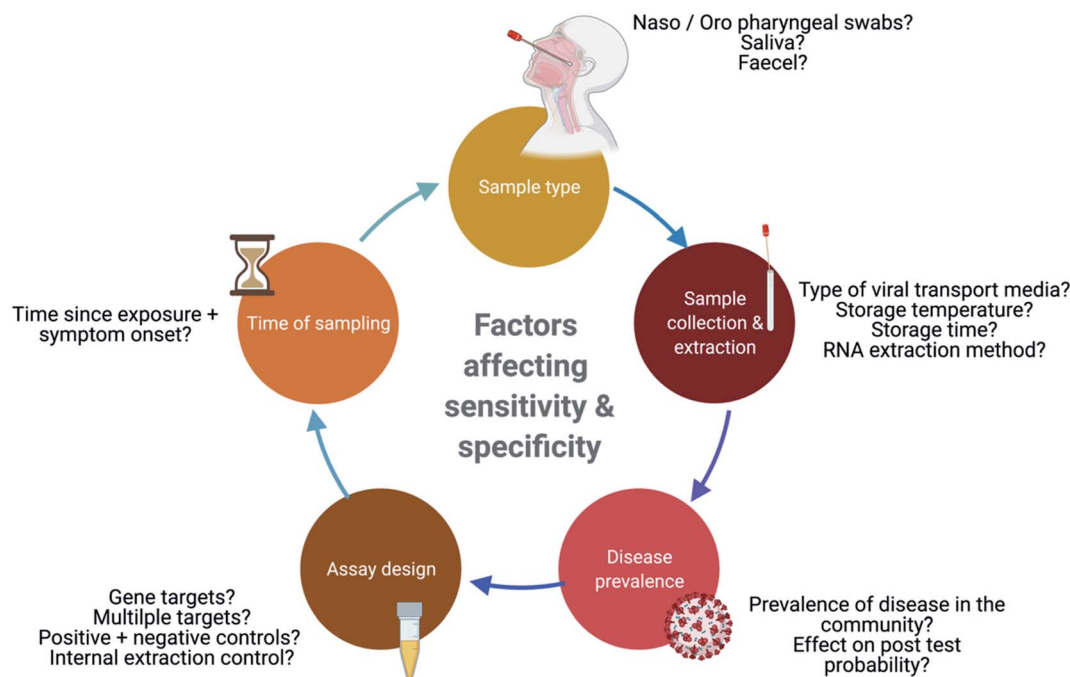 Naso / Oro pharyngeal swabs?
Saliva?
Faecel?
Sample type
Sample
collection &
extraction
Type of viral transport media?
Storage temperature?
Storage time?
RNA extraction method?
Disease
prevalence
Prevalence of disease in the
community?
Effect on post test
probability?
Assay design
Gene targets?
Multilple targets?
Positive + negative controls?
Internal extraction control?
Time of sampling
Time since exposure +
symptom onset?
Factors
affecting
sensitivity &
specificity